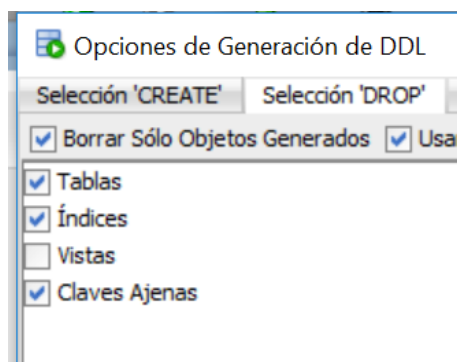 Opciones de Generación de DDL
Selección 'CREATE' Selección 'DROP'
Borrar Sólo Objetos Generados
Tablas
Índices
Vistas
Claves Ajenas